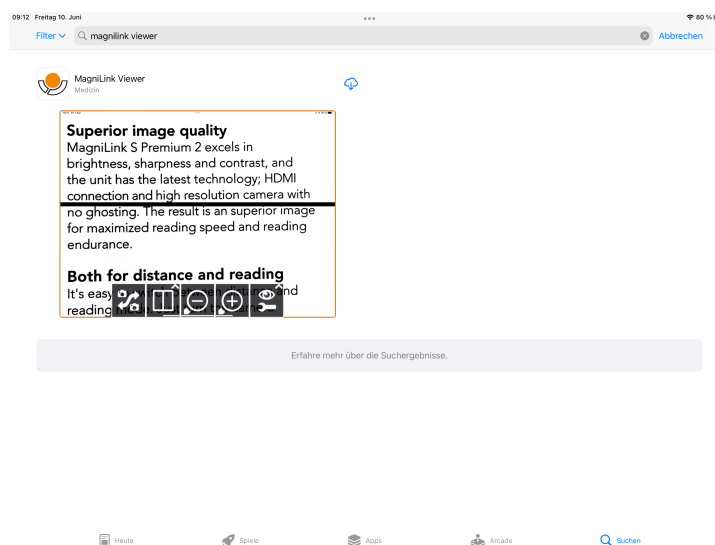 09:12 Freitag 10. Juni
80 %
Filter
magnilink viewer
Abbrechen
MagniLink Viewer
Medizin
Superior image quality
MagniLink S Premium 2 excels in
brightness, sharpness and contrast, and
the unit has the latest technology; HDMI
connection and high resolution camera with
no ghosting. The result is an superior image
for maximized reading speed and reading
endurance.
Both for distance and reading
It's easy distance and
reading
Erfahre mehr über die Suchergebnisse.
Heute
Spiele
Apps
Arcade
Suchen